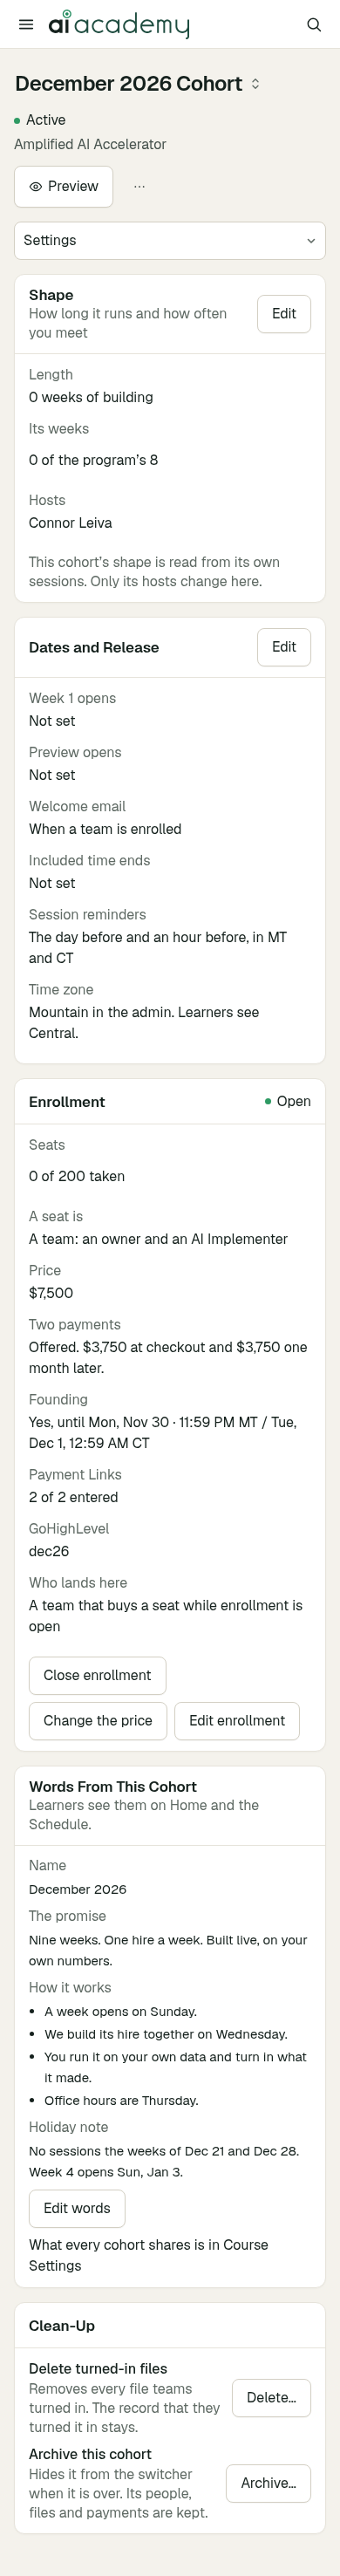 ai academy
December 2026 Cohort
Active
Amplified AI Accelerator
Preview
...
Settings
Shape
How long it runs and how often
you meet
Edit
Length
0 weeks of building
Its weeks
0 of the program’s 8
Hosts
Connor Leiva
This cohort’s shape is read from its own
sessions. Only its hosts change here.
Dates and Release
Edit
Week 1 opens
Not set
Preview opens
Not set
Welcome email
When a team is enrolled
Included time ends
Not set
Session reminders
The day before and an hour before, in MT
and CT
Time zone
Mountain in the admin. Learners see
Central.
Enrollment
Open
Seats
0 of 200 taken
A seat is
A team: an owner and an AI Implementer
Price
$7,500
Two payments
Offered. $3,750 at checkout and $3,750 one
month later.
Founding
Yes, until Mon, Nov 30 · 11:59 PM MT / Tue,
Dec 1, 12:59 AM CT
Payment Links
2 of 2 entered
GoHighLevel
dec26
Who lands here
A team that buys a seat while enrollment is
open
Close enrollment
Change the price
Edit enrollment
Words From This Cohort
Learners see them on Home and the
Schedule.
Name
December 2026
The promise
Nine weeks. One hire a week. Built live, on your
own numbers.
How it works
• A week opens on Sunday.
• We build its hire together on Wednesday.
• You run it on your own data and turn in what
it made.
• Office hours are Thursday.
Holiday note
No sessions the weeks of Dec 21 and Dec 28.
Week 4 opens Sun, Jan 3.
Edit words
What every cohort shares is in Course
Settings
Clean-Up
Delete turned-in files
Removes every file teams
turned in. The record that they
turned it in stays.
Delete...
Archive this cohort
Hides it from the switcher
when it is over. Its people,
files and payments are kept.
Archive...